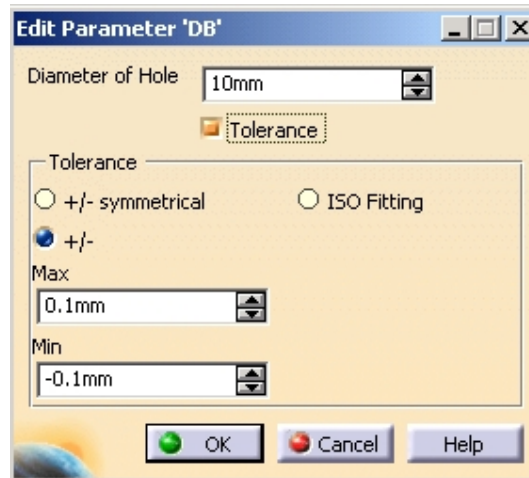 Edit Parameter 'DB'
Diameter of Hole 10mm
Tolerance
Tolerance
+/- symmetrical ISO Fitting
+/-
Max
0.1mm
Min
-0.1mm
OK Cancel Help